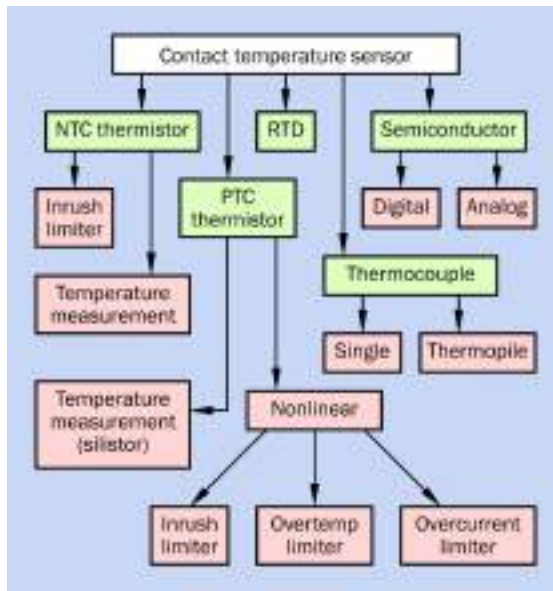 Contact temperature sensor
NTC thermistor
RTD
Semiconductor
Inrush
limiter
PTC
thermistor
Digital
Analog
Temperature
measurement
Thermocouple
Single
Thermopile
Temperature
measurement
(silistor)
Nonlinear
Inrush
limiter
Overtemp
limiter
Overcurrent
limiter